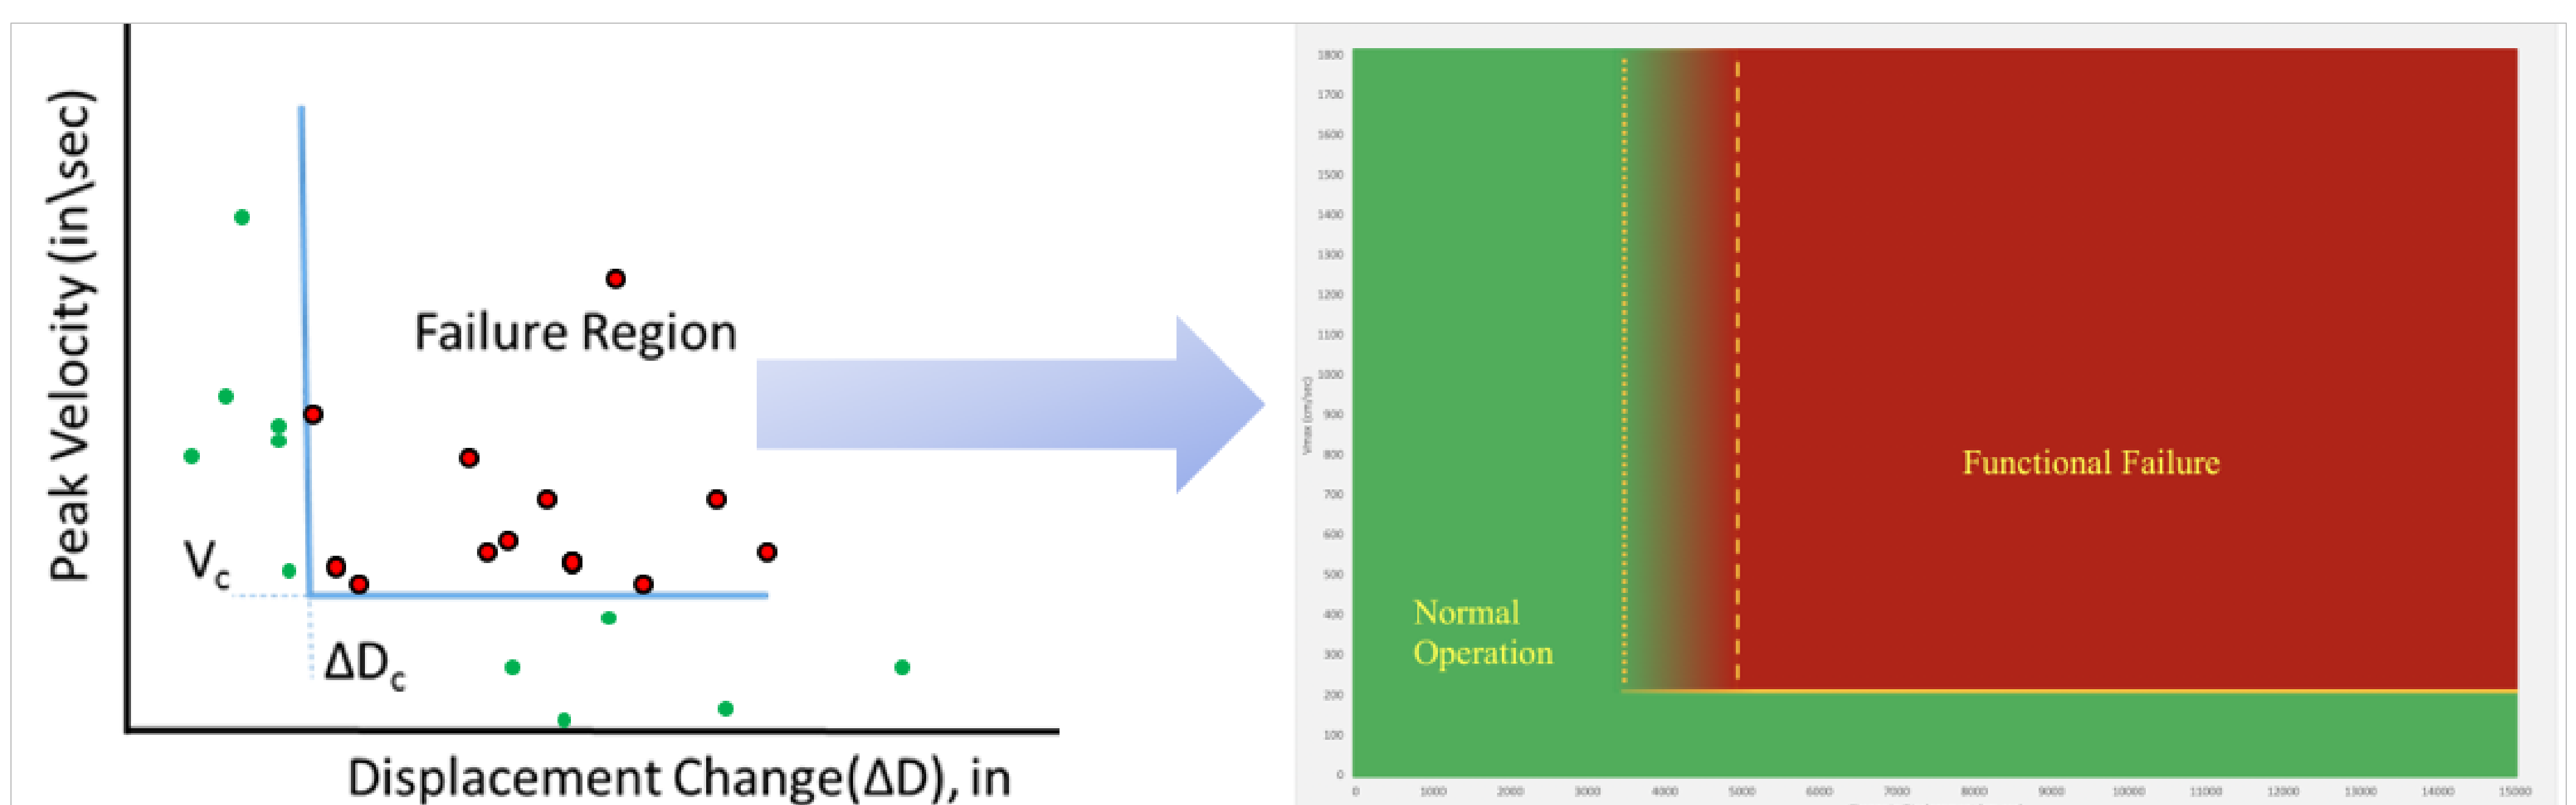 Peak Velocity (in\sec)
Failure Region
Vc
ΔDc
Displacement Change(ΔD), in
1800
1700
1600
1500
1400
1300
1200
1100
1000
900
800
700
600
500
400
300
200
100
0
Vmax (cm/sec)
Normal
Operation
Functional Failure
0 1000 2000 3000 4000 5000 6000 7000 8000 9000 10000 11000 12000 13000 14000 15000